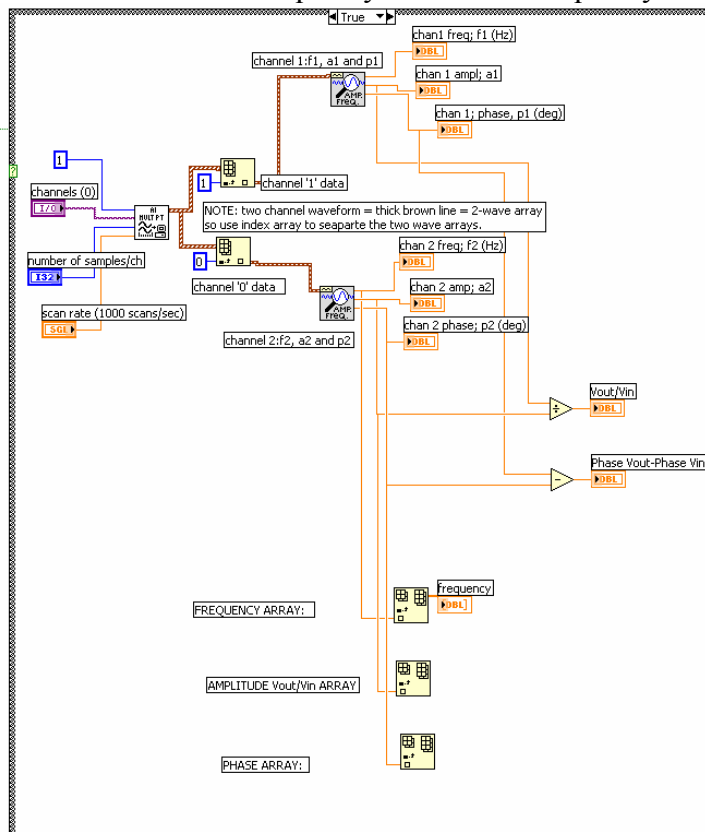 True
chan1 freq; f1 (Hz)
DBL
channel 1:f1, a1 and p1
AMP
Freq.
chan 1 ampl; a1
DBL
chan 1; phase, p1 (deg)
DBL
1
channels (0)
I/O
AI
MULT PT
1
channel '1' data
NOTE: two channel waveform = thick brown line = 2-wave array
so use index array to seaparte the two wave arrays.
number of samples/ch
I32
0
channel '0' data
chan 2 freq; f2 (Hz)
DBL
chan 2 amp; a2
DBL
AMP
Freq.
scan rate (1000 scans/sec)
SGL
chan 2 phase; p2 (deg)
DBL
channel 2:f2, a2 and p2
Vout/Vin
DBL
Phase Vout-Phase Vin
DBL
frequency
DBL
FREQUENCY ARRAY:
AMPLITUDE Vout/Vin ARRAY
PHASE ARRAY: